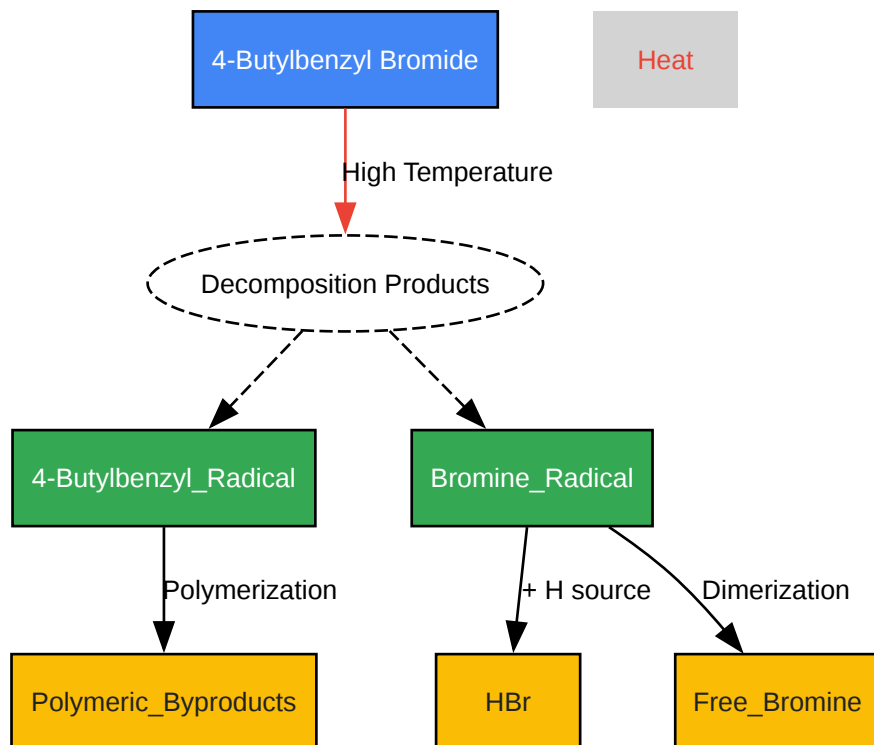 4-Butylbenzyl Bromide
Heat
High Temperature
Decomposition Products
4-Butylbenzyl_Radical
Bromine_Radical
Polymerization
+ H source
Dimerization
Polymeric_Byproducts
HBr
Free_Bromine